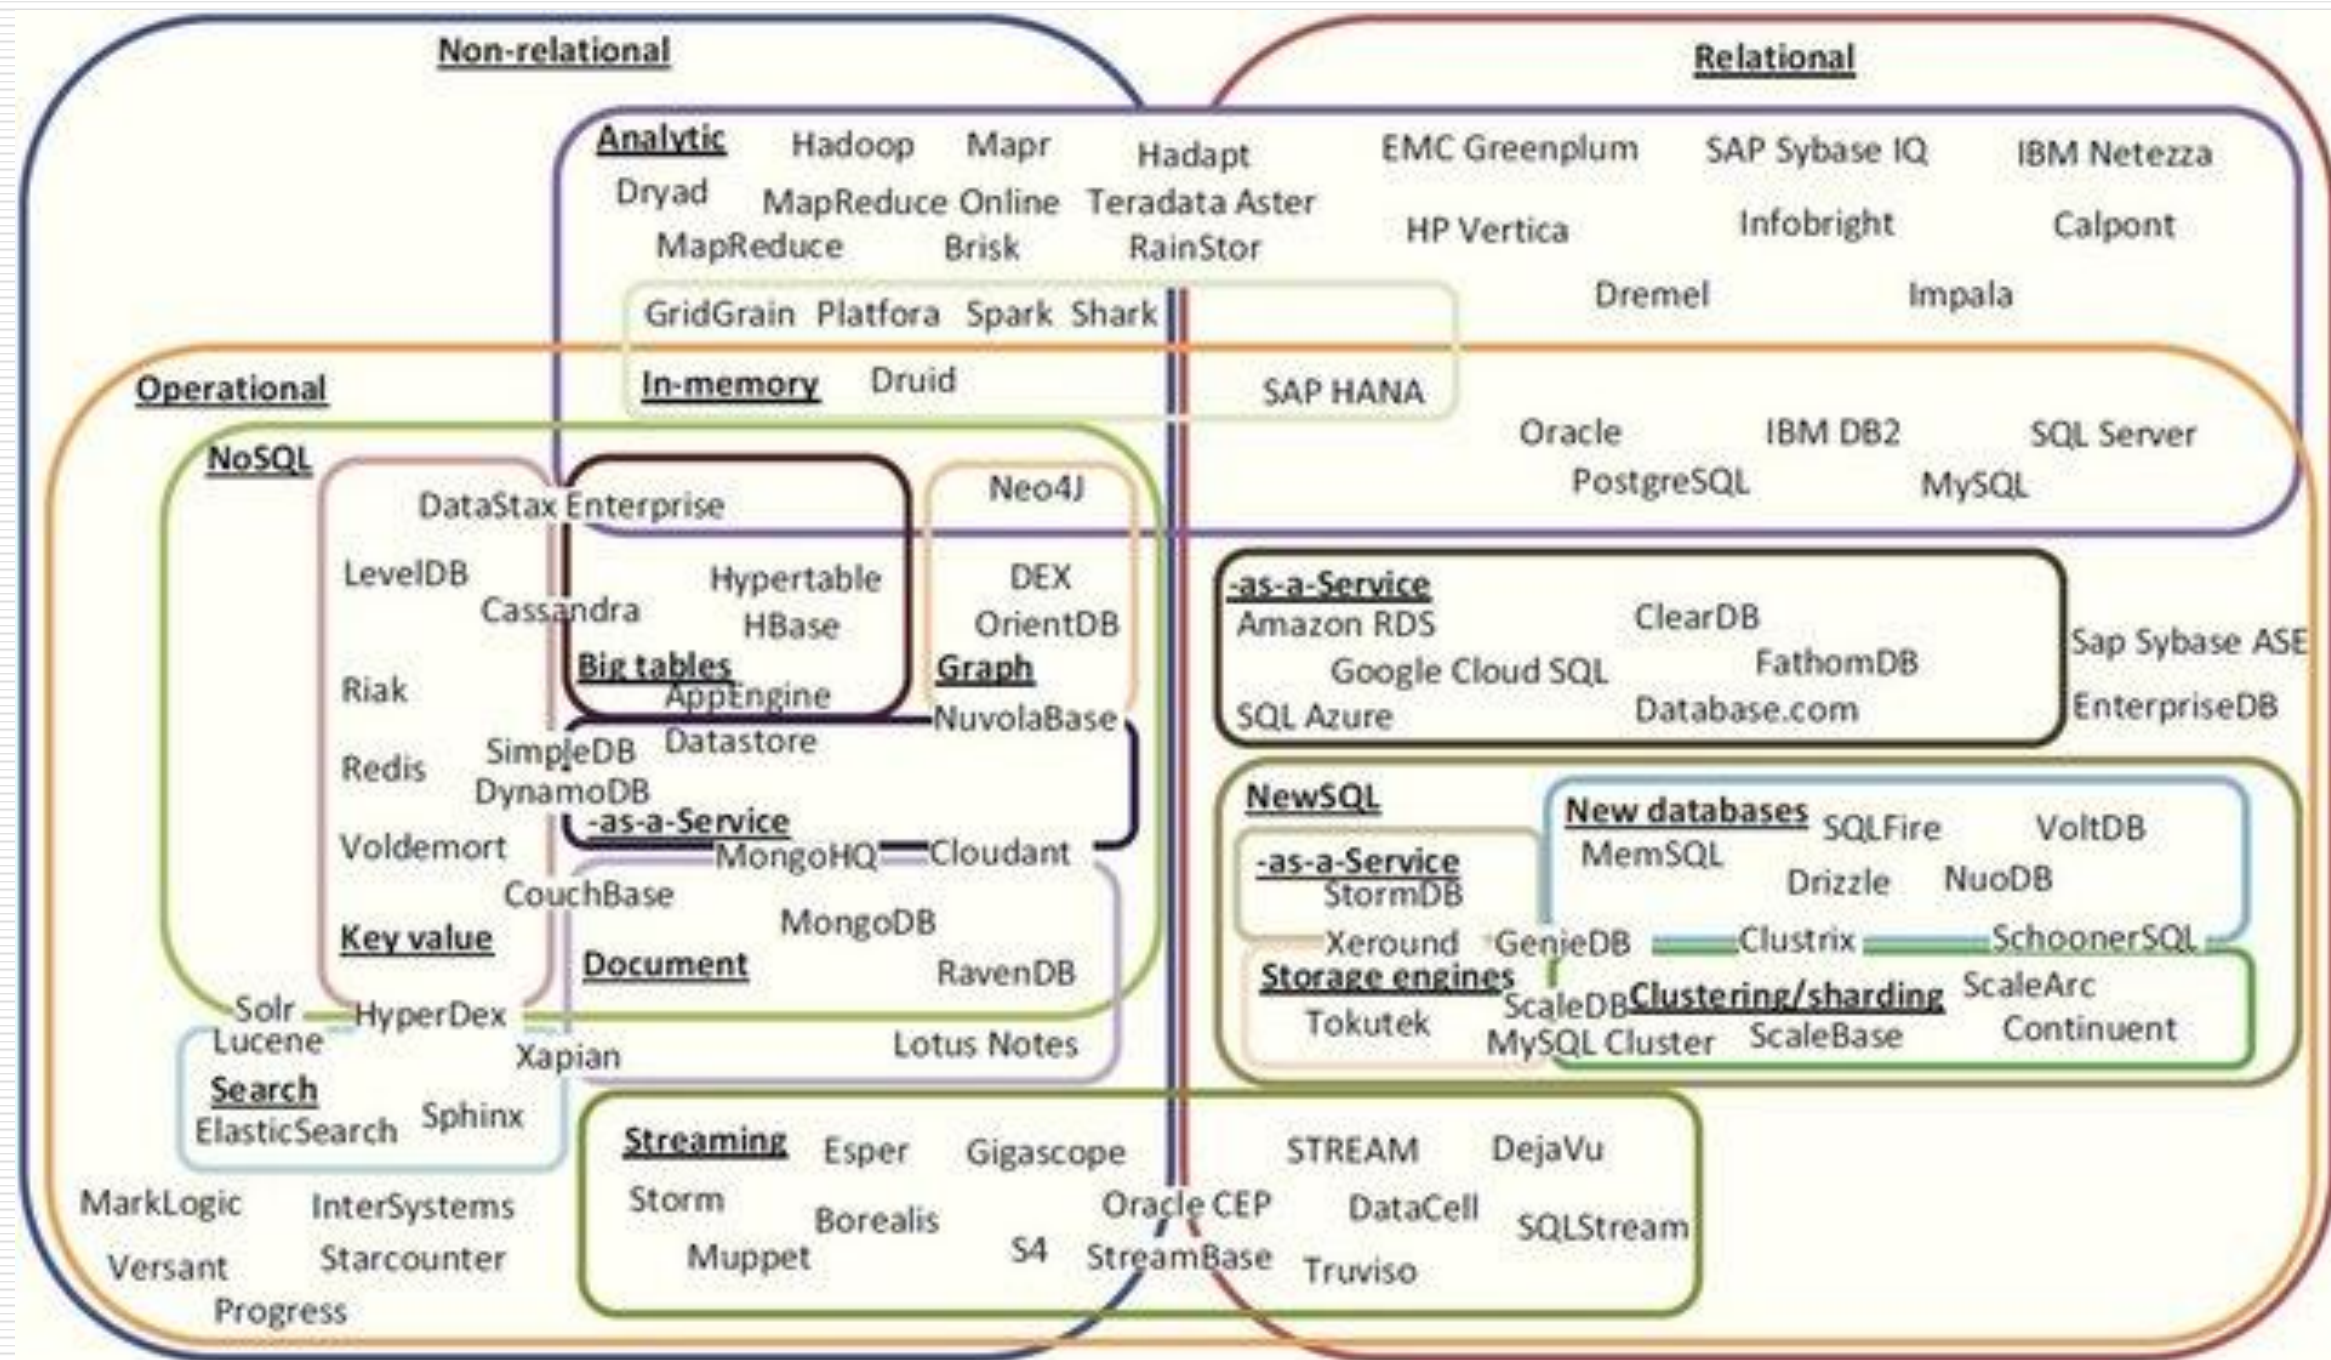 Non-relational
Relational
Analytic
Hadoop
Mapr
Hadapt
EMC Greenplum
SAP Sybase IQ
IBM Netezza
Dryad
MapReduce Online
Teradata Aster
HP Vertica
Infobright
Calpont
MapReduce
Brisk
RainStor
Dremel
Impala
GridGrain
Platfora
Spark
Shark
Operational
In-memory
Druid
SAP HANA
Oracle
IBM DB2
SQL Server
PostgreSQL
MySQL
NoSQL
DataStax Enterprise
Neo4J
LevelDB
Cassandra
Hypertable
HBase
DEX
OrientDB
Big tables
Graph
AppEngine
Datastore
NuvolaBase
Riak
SimpleDB
Redis
DynamoDB
-as-a-Service
Voldemort
MongoHQ
Cloudant
CouchBase
MongoDB
Key value
Document
RavenDB
-as-a-Service
Amazon RDS
ClearDB
Google Cloud SQL
FathomDB
SQL Azure
Database.com
Sap Sybase ASE
EnterpriseDB
NewSQL
New databases
SQLFire
VoltDB
MemSQL
Drizzle
NuoDB
-as-a-Service
StormDB
Xeround
GenieDB
Clustrix
SchoonerSQL
Storage engines
ScaleDB
Clustering/sharding
ScaleArc
Tokutek
MySQL Cluster
ScaleBase
Continuent
Solr
HyperDex
Lucene
Xapian
Lotus Notes
Search
ElasticSearch
Sphinx
Streaming
Esper
Gigascope
STREAM
DejaVu
MarkLogic
InterSystems
Storm
Borealis
Oracle CEP
DataCell
SQLStream
Versant
Starcounter
Muppet
S4
StreamBase
Truviso
Progress